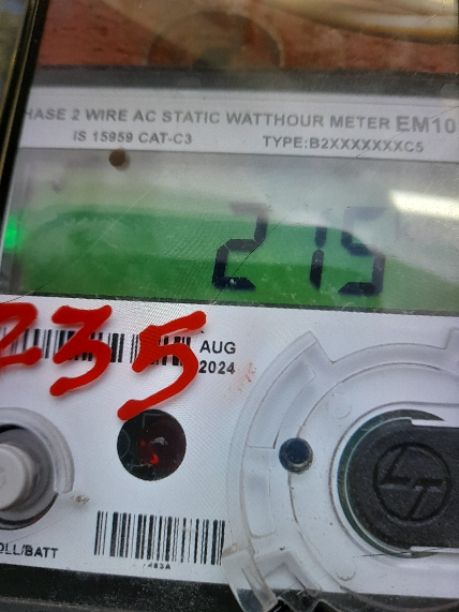 HASE 2 WIRE AC STATIC WATTHOUR METER EM10
IS 15959 CAT-C3 TYPE:B2XXXXXXXC5
215
235
AUG
2024
LT
OLL/BATT